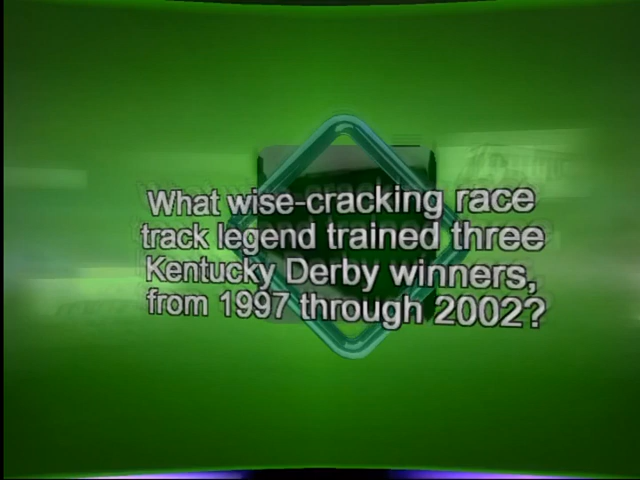 What wise-cracking race
track legend trained three
Kentucky Derby winners,
from 1997 through 2002?